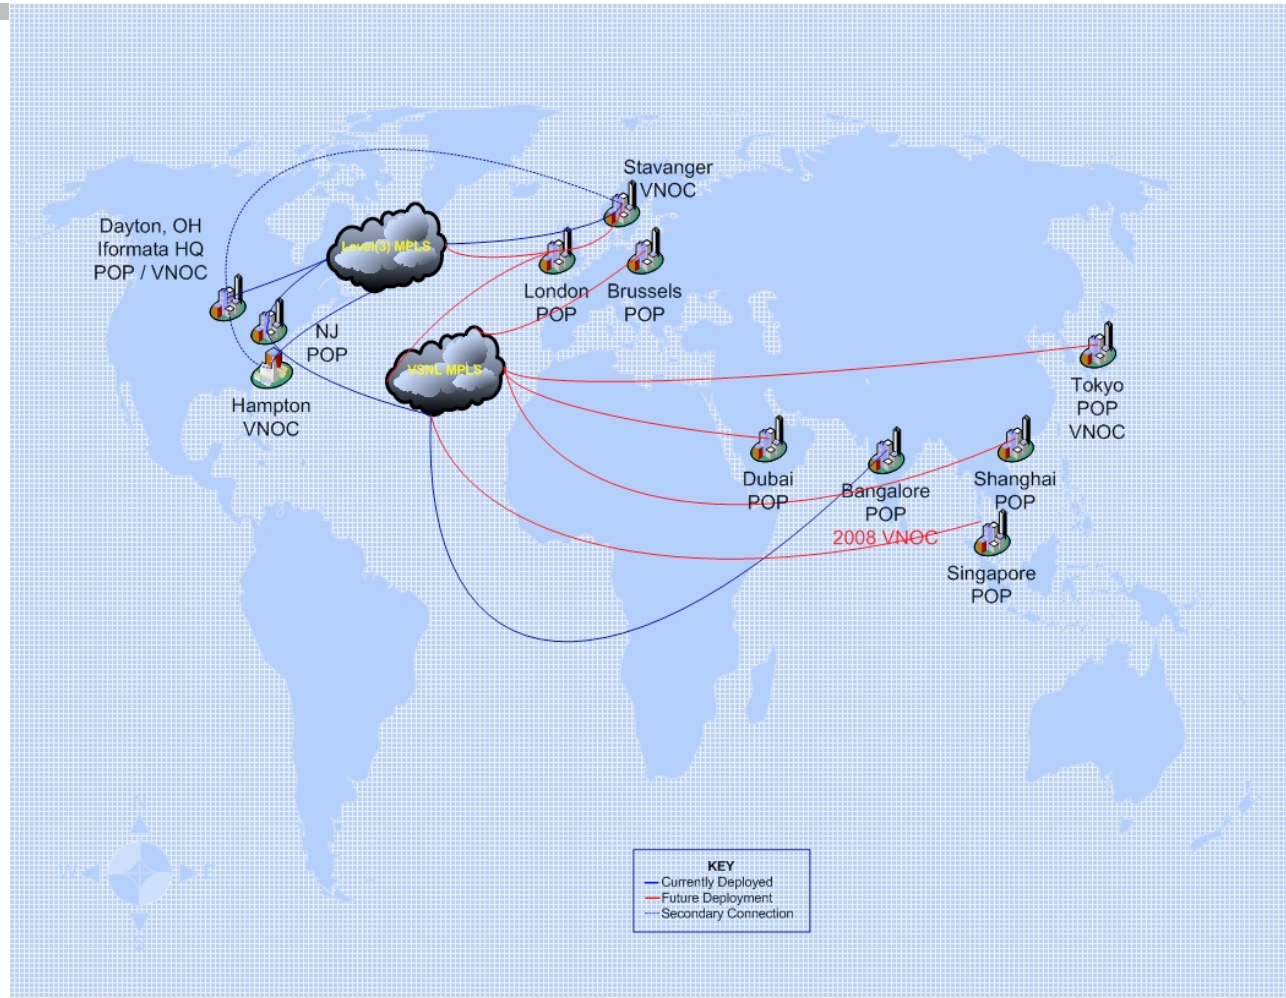 Stavanger
VNOC
Dayton, OH
Iformata HQ
POP / VNOC
Level(3) MPLS
London
POP
Brussels
POP
NJ
POP
VSNL MPLS
Hampton
VNOC
Tokyo
POP
VNOC
Dubai
POP
Bangalore
POP
2008 VNOC
Shanghai
POP
Singapore
POP
N
W
E
S
KEY
Currently Deployed
Future Deployment
Secondary Connection